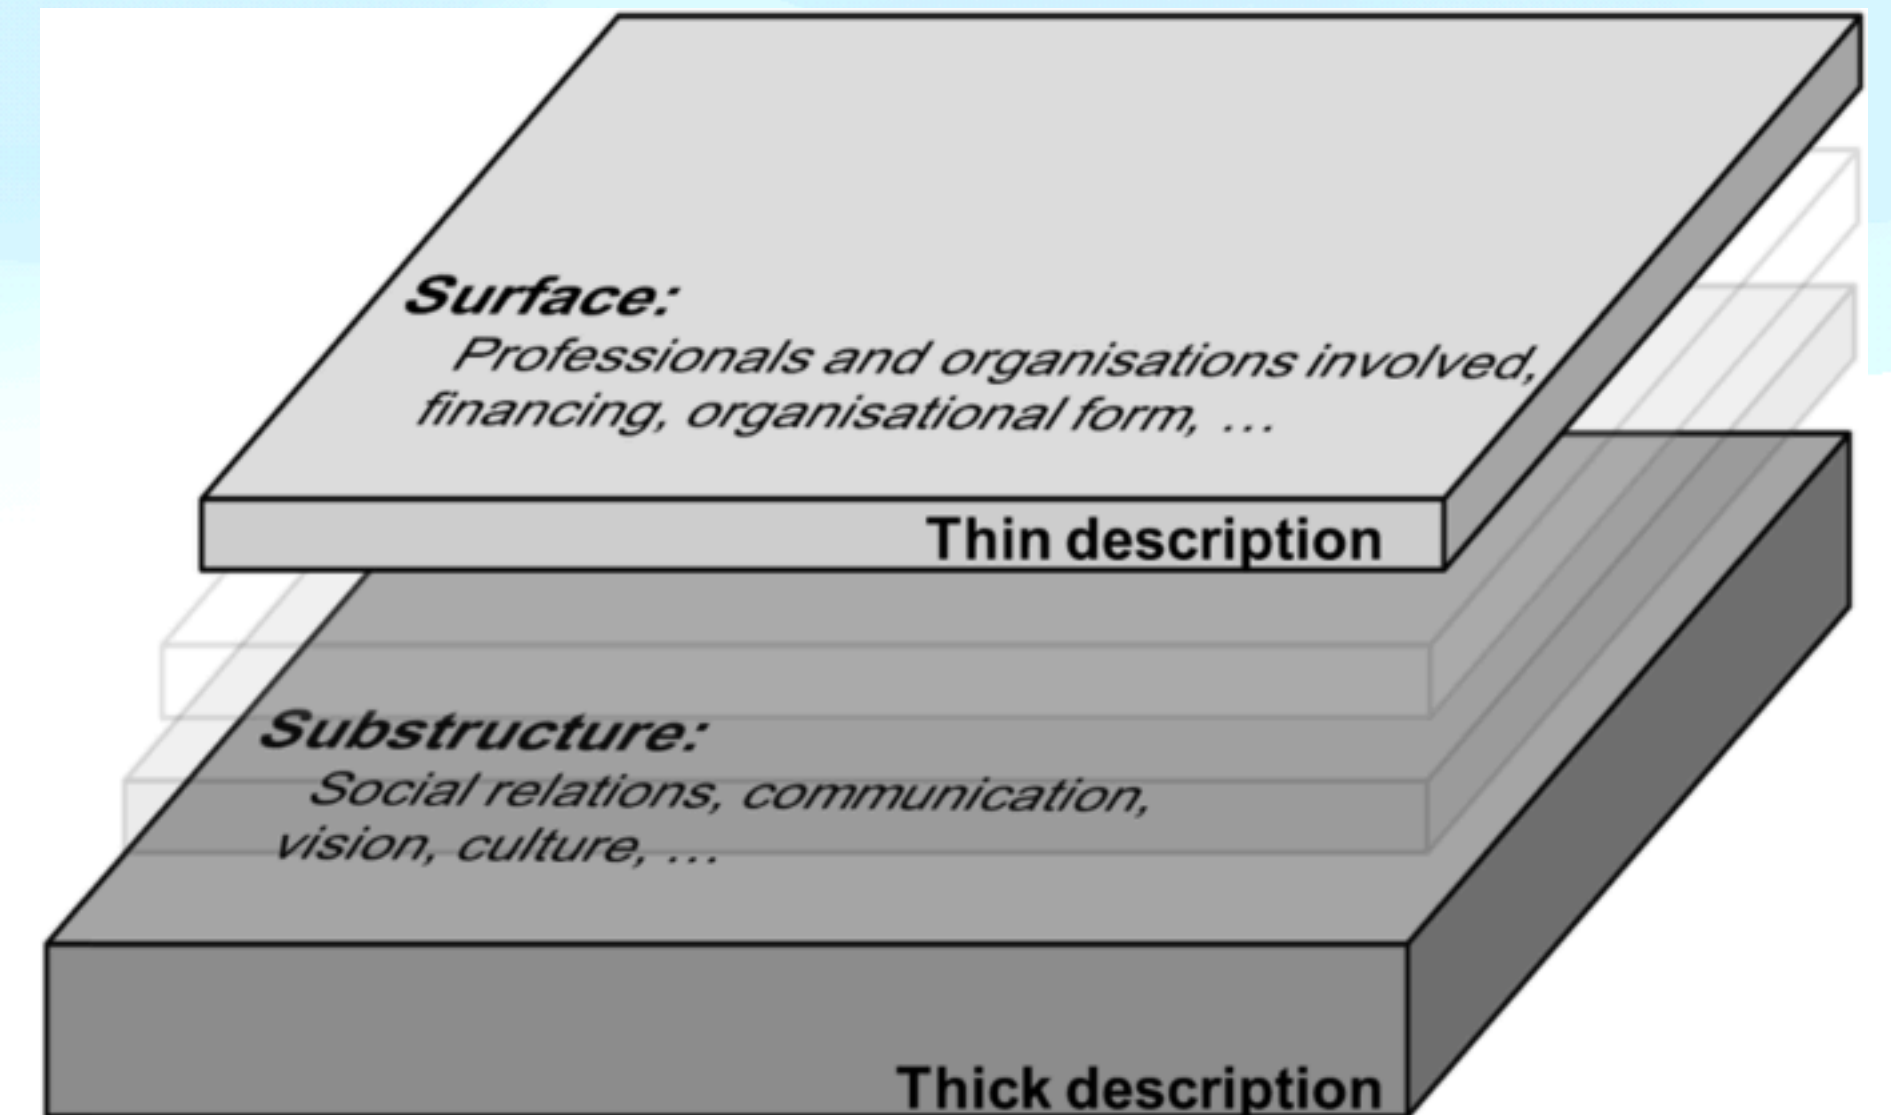 Surface:
Professionals and organisations involved,
financing, organisational form, …
Thin description
Substructure:
Social relations, communication,
vision, culture, …
Thick description